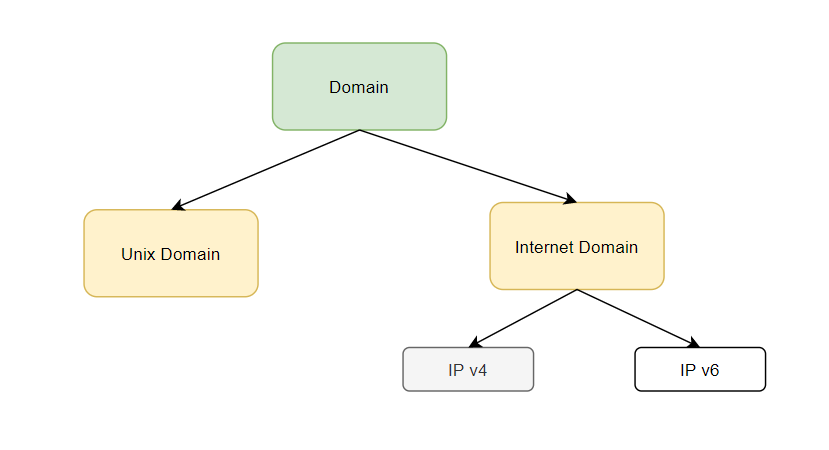 Domain
Unix Domain
Internet Domain
IP v4
IP v6